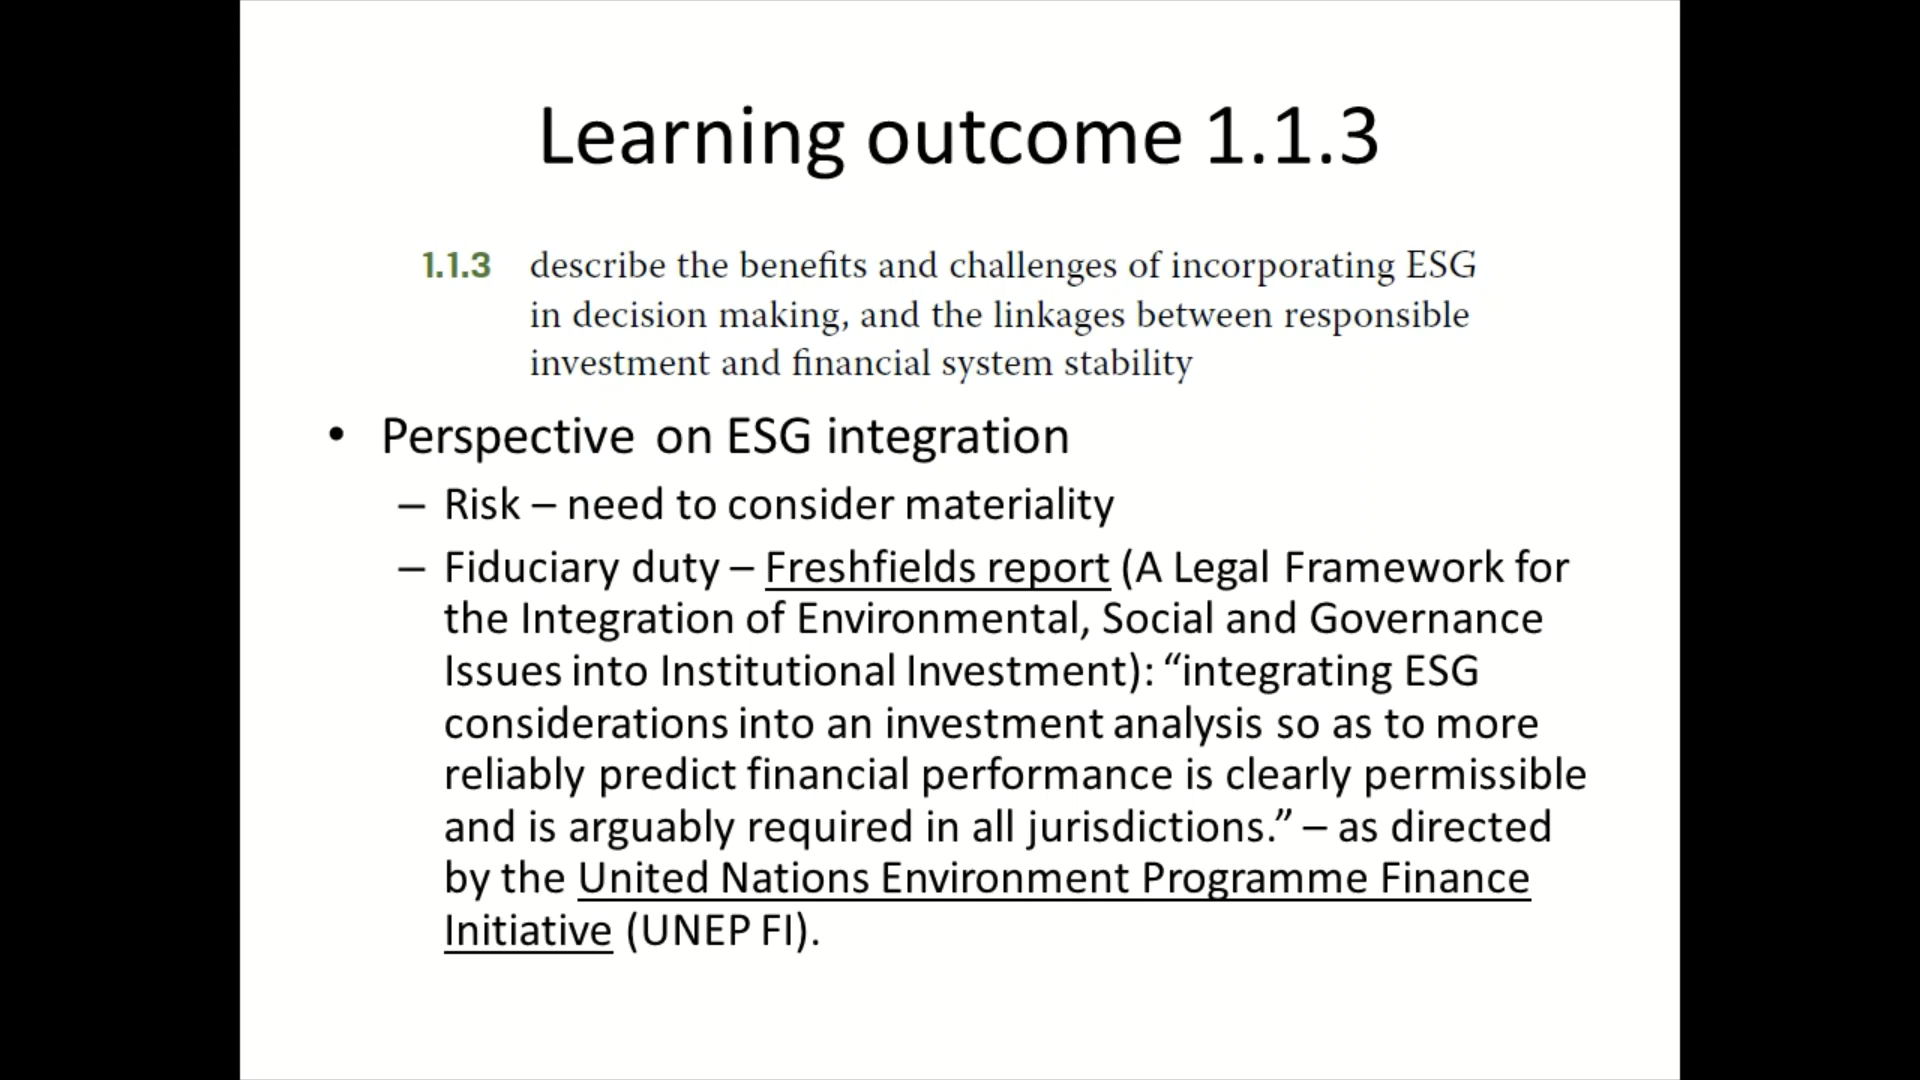 Learning outcome 1.1.3
1.1.3 describe the benefits and challenges of incorporating ESG
in decision making, and the linkages between responsible
investment and financial system stability
• Perspective on ESG integration
– Risk – need to consider materiality
– Fiduciary duty – Freshfields report (A Legal Framework for
the Integration of Environmental, Social and Governance
Issues into Institutional Investment): “integrating ESG
considerations into an investment analysis so as to more
reliably predict financial performance is clearly permissible
and is arguably required in all jurisdictions.” – as directed
by the United Nations Environment Programme Finance
Initiative (UNEP FI).